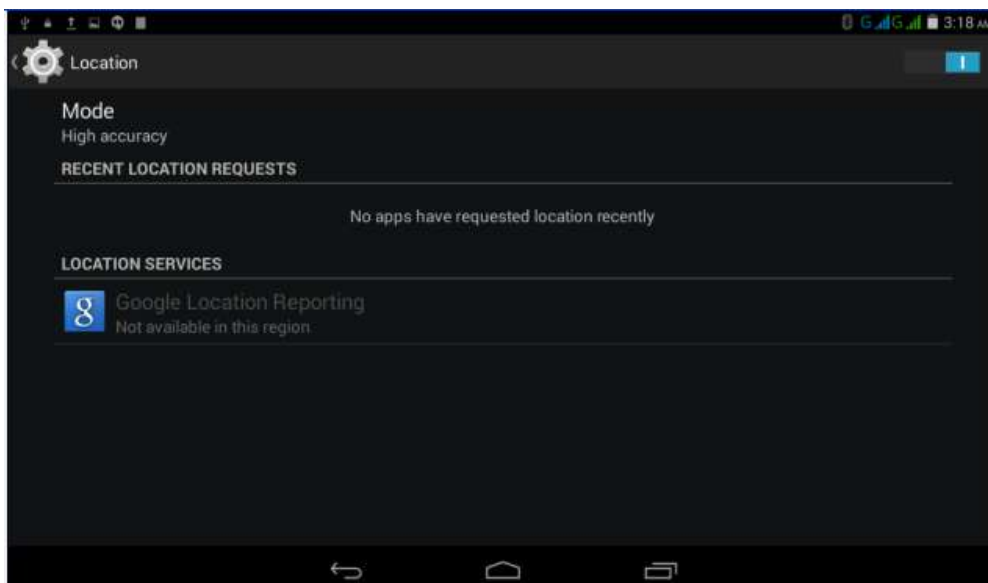 G G 3:18 AM
Location
Mode
High accuracy
RECENT LOCATION REQUESTS
No apps have requested location recently
LOCATION SERVICES
g Google Location Reporting
Not available in this region